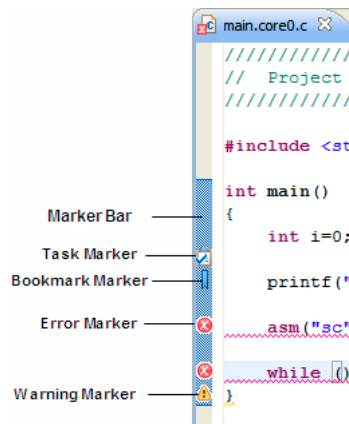 main.core0.c
////////////
// Project
////////////
#include <st
int main()
Marker Bar
{
int i=0;
Task Marker
Bookmark Marker
printf("
Error Marker
asm("sc"
while ()
Warning Marker
}